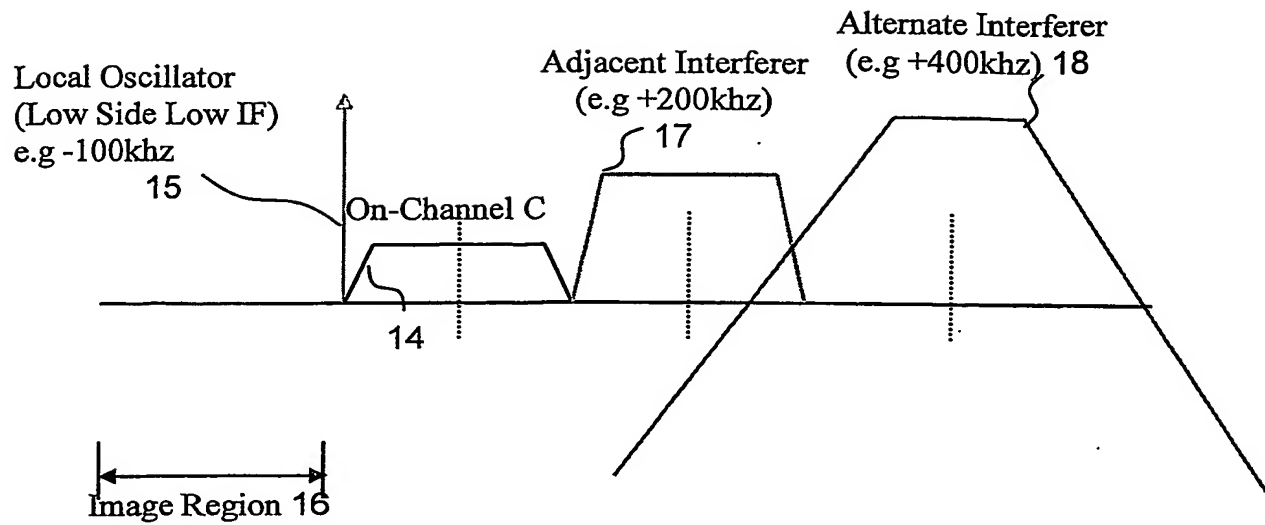 Local Oscillator
(Low Side Low IF)
e.g -100khz
15
On-Channel C
14
Adjacent Interferer
(e.g +200khz)
17
Alternate Interferer
(e.g +400khz) 18
Image Region 16